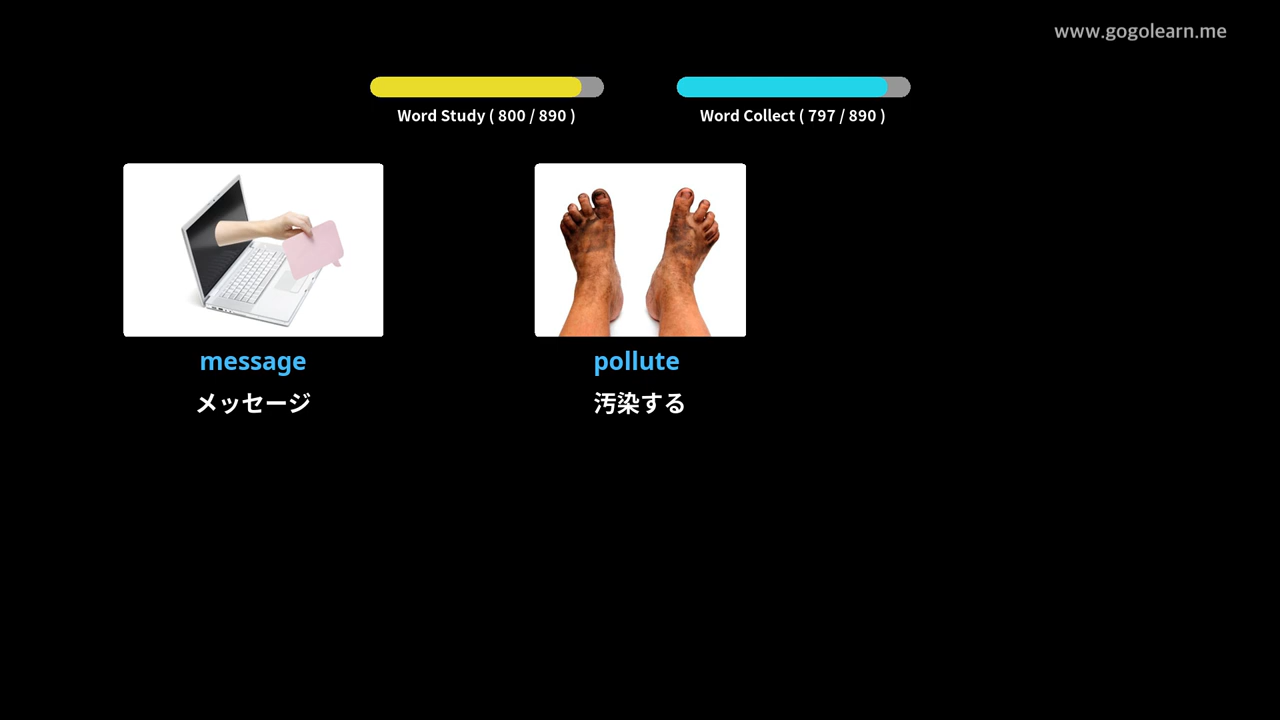 www.gogolearn.me
Word Study ( 800 / 890 )
Word Collect ( 797 / 890 )
message
メッセージ
pollute
汚染する